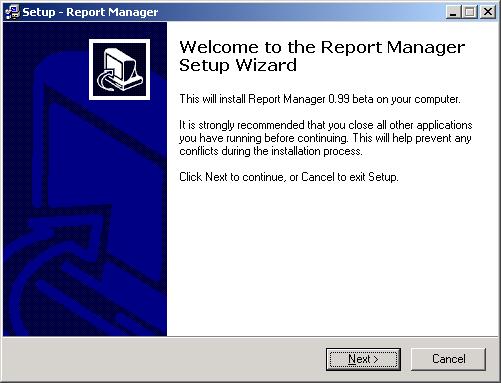 Setup - Report Manager
Welcome to the Report Manager
Setup Wizard
This will install Report Manager 0.99 beta on your computer.
It is strongly recommended that you close all other applications
you have running before continuing. This will help prevent any
conflicts during the installation process.
Click Next to continue, or Cancel to exit Setup.
Next >
Cancel